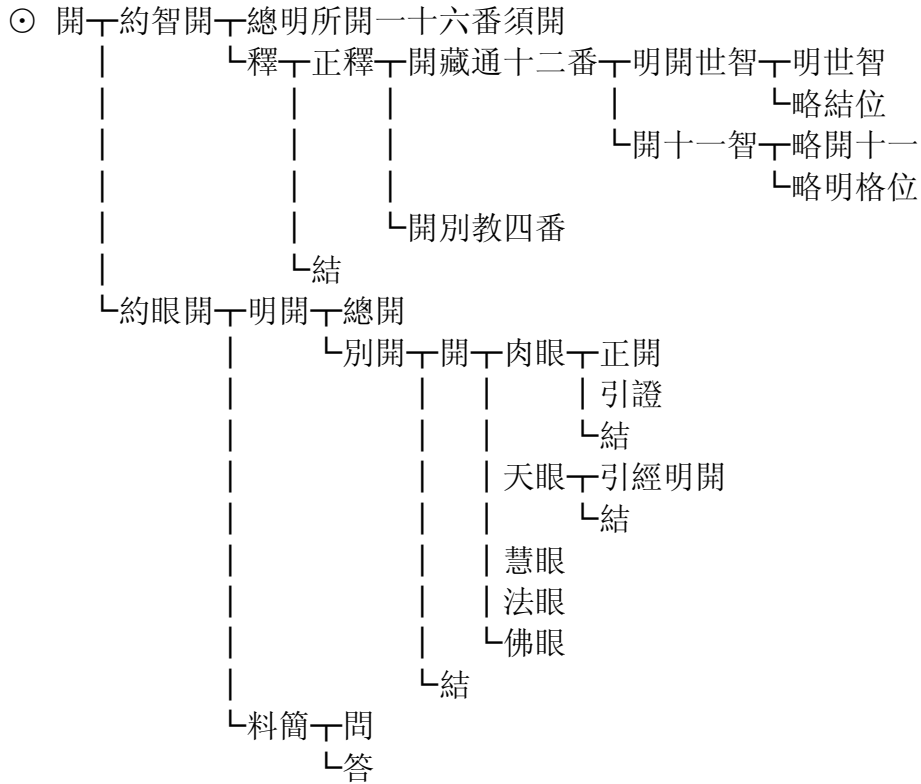 ⊙ 開┬約智開┬總明所開一十六番須開
└釋┬正釋┬開藏通十二番┬明開世智┬明世智
└略結位
└開十一智┬略開十一
└略明格位
└開別教四番
└結
└約眼開┬明開┬總開
└別開┬開┬肉眼┬正開
引證
└結
天眼┬引經明開
└結
慧眼
法眼
└佛眼
└結
└料簡┬問
└答